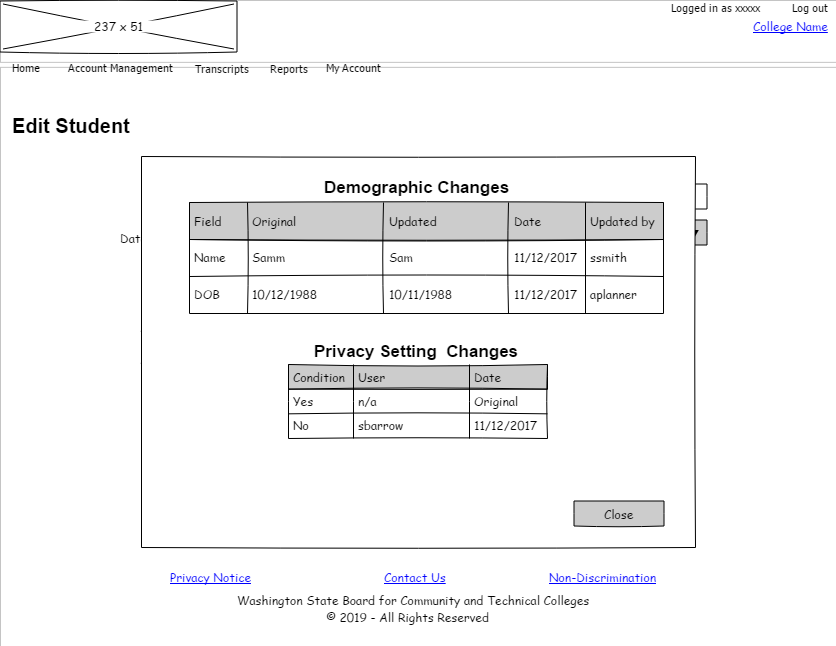 237 x 51
Logged in as xxxxx Log out
College Name
Home Account Management Transcripts Reports My Account
Edit Student
Dat
Demographic Changes
Field Original Updated Date Updated by
Name Samm Sam 11/12/2017 ssmith
DOB 10/12/1988 10/11/1988 11/12/2017 aplanner
Privacy Setting Changes
Condition User Date
Yes n/a Original
No sbarrow 11/12/2017
Close
Privacy Notice Contact Us Non-Discrimination
Washington State Board for Community and Technical Colleges
© 2019 - All Rights Reserved